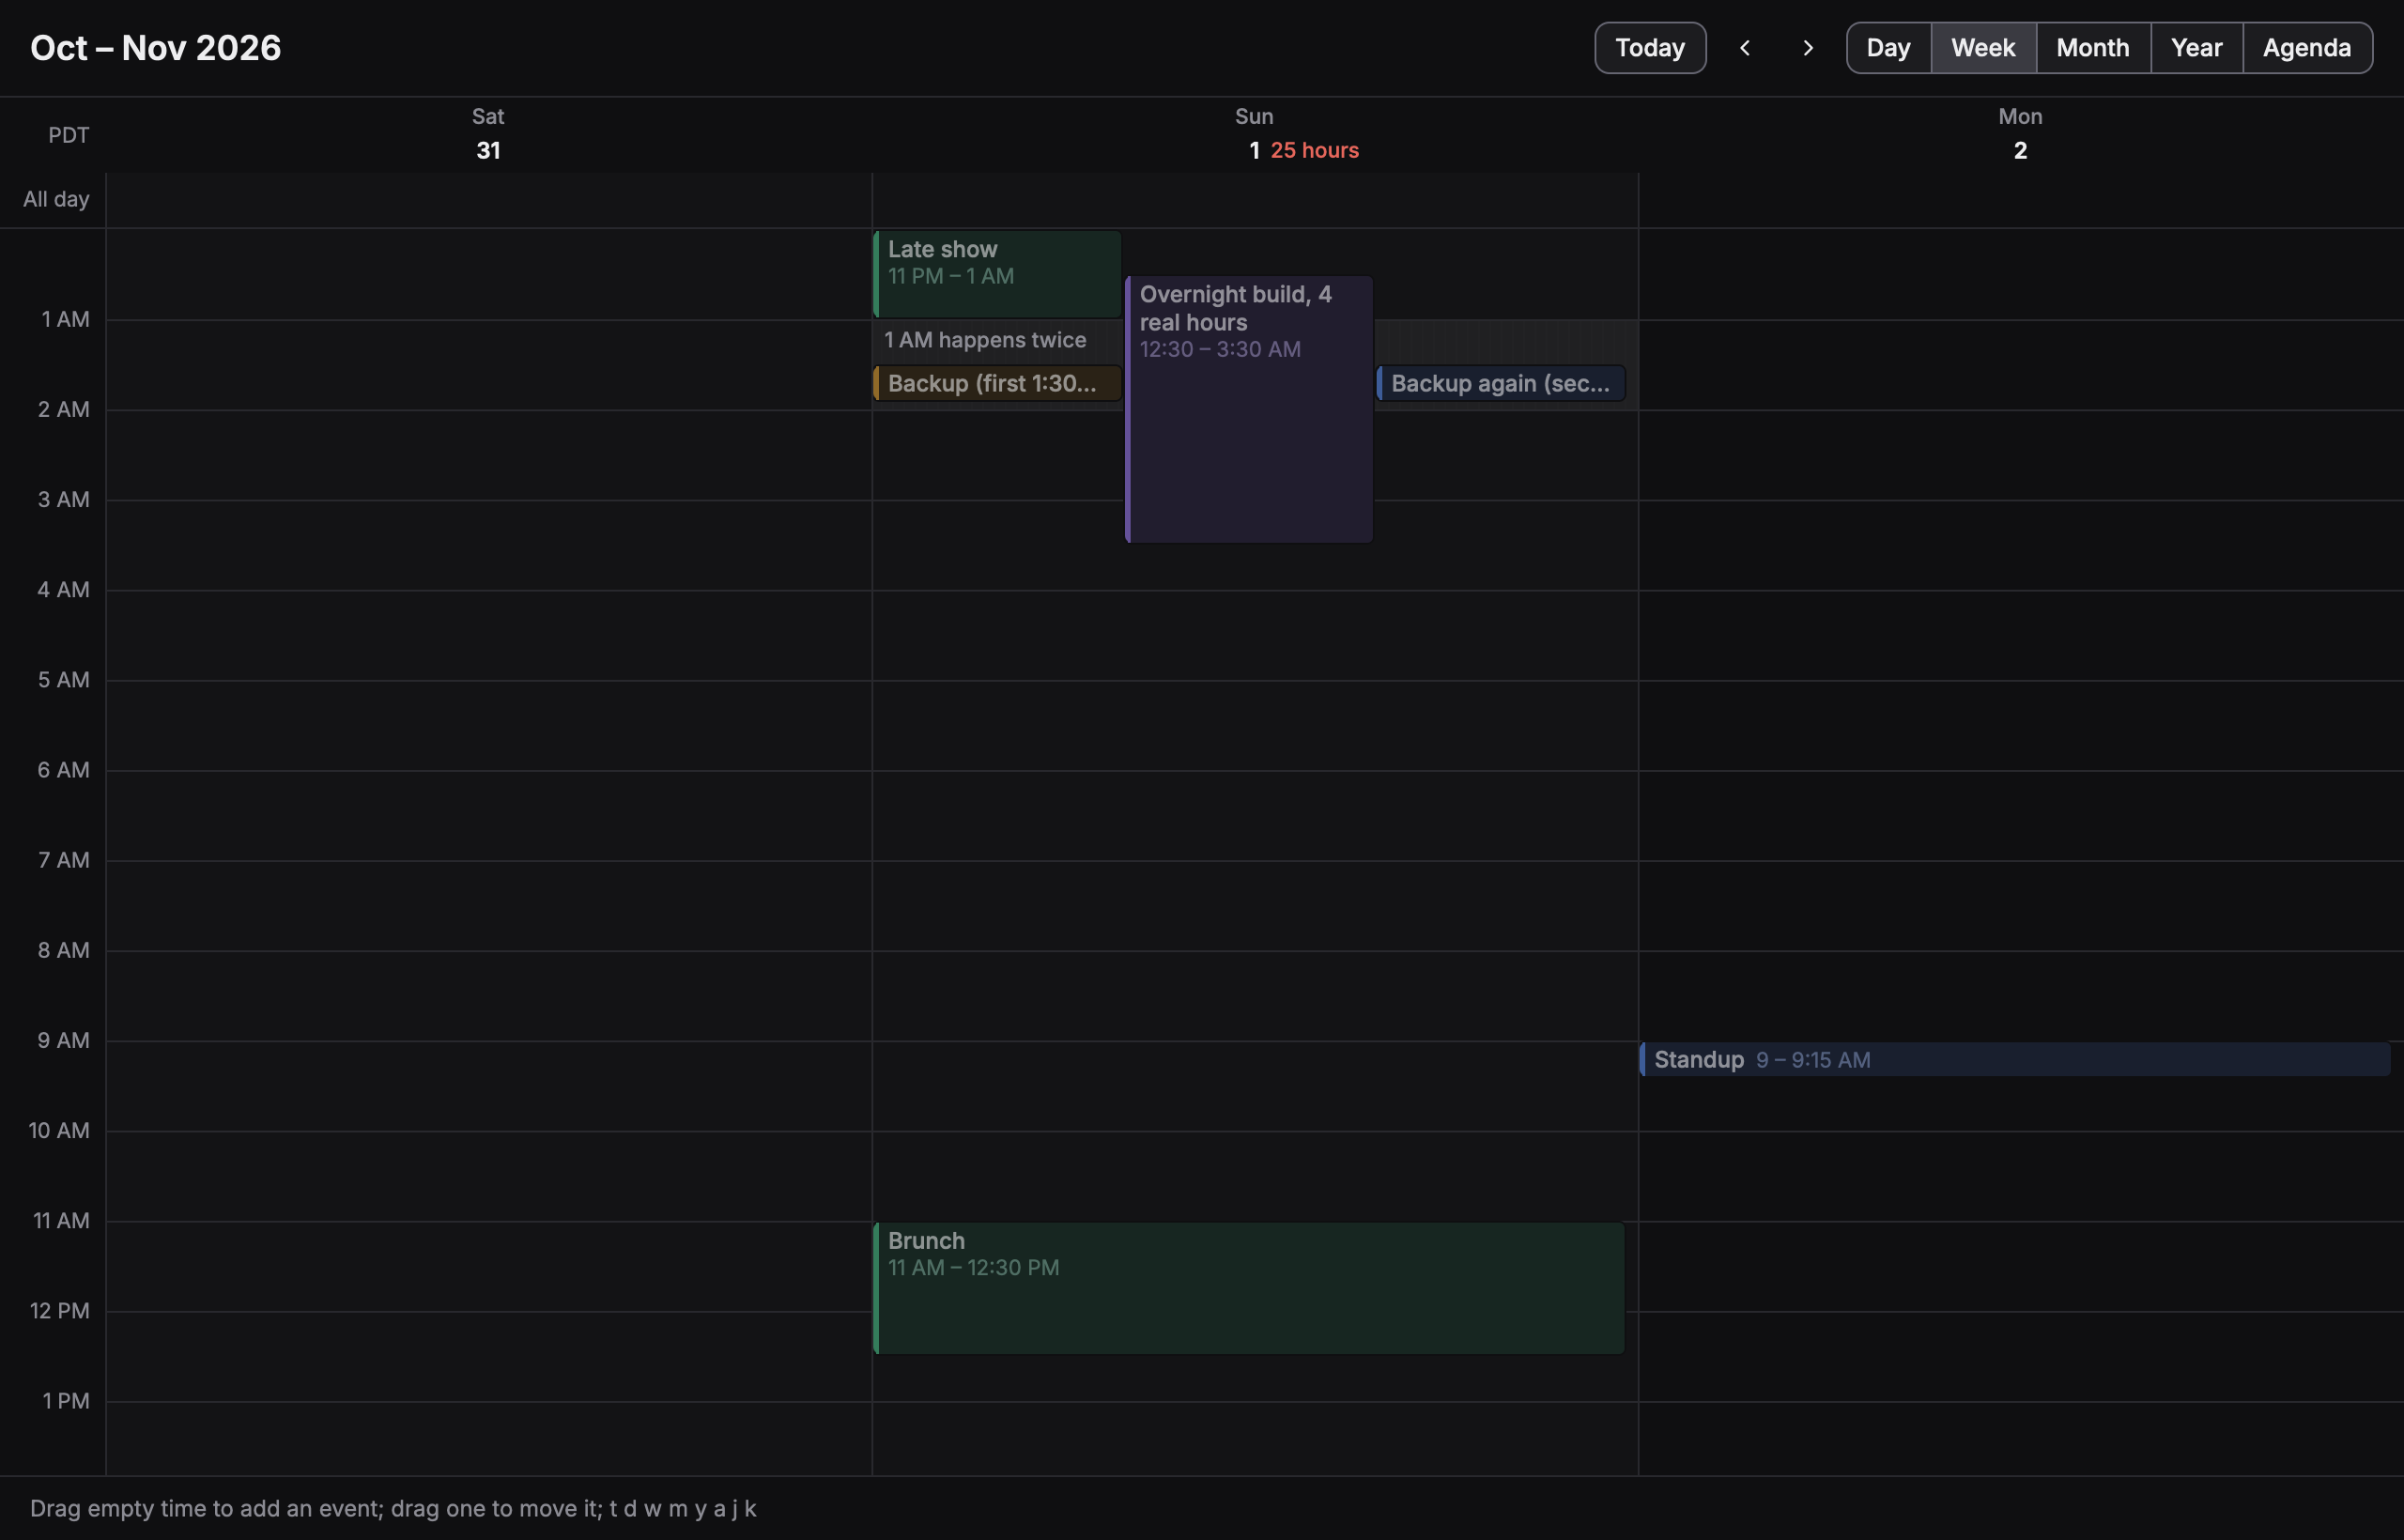 Oct – Nov 2026
Today
Day
Week
Month
Year
Agenda
PDT
Sat
31
Sun
1 25 hours
Mon
2
All day
Late show
11 PM – 1 AM
Overnight build, 4
real hours
12:30 – 3:30 AM
1 AM
1 AM happens twice
Backup (first 1:30...
Backup again (sec...
2 AM
3 AM
4 AM
5 AM
6 AM
7 AM
8 AM
9 AM
Standup 9 – 9:15 AM
10 AM
11 AM
Brunch
11 AM – 12:30 PM
12 PM
1 PM
Drag empty time to add an event; drag one to move it; t d w m y a j k